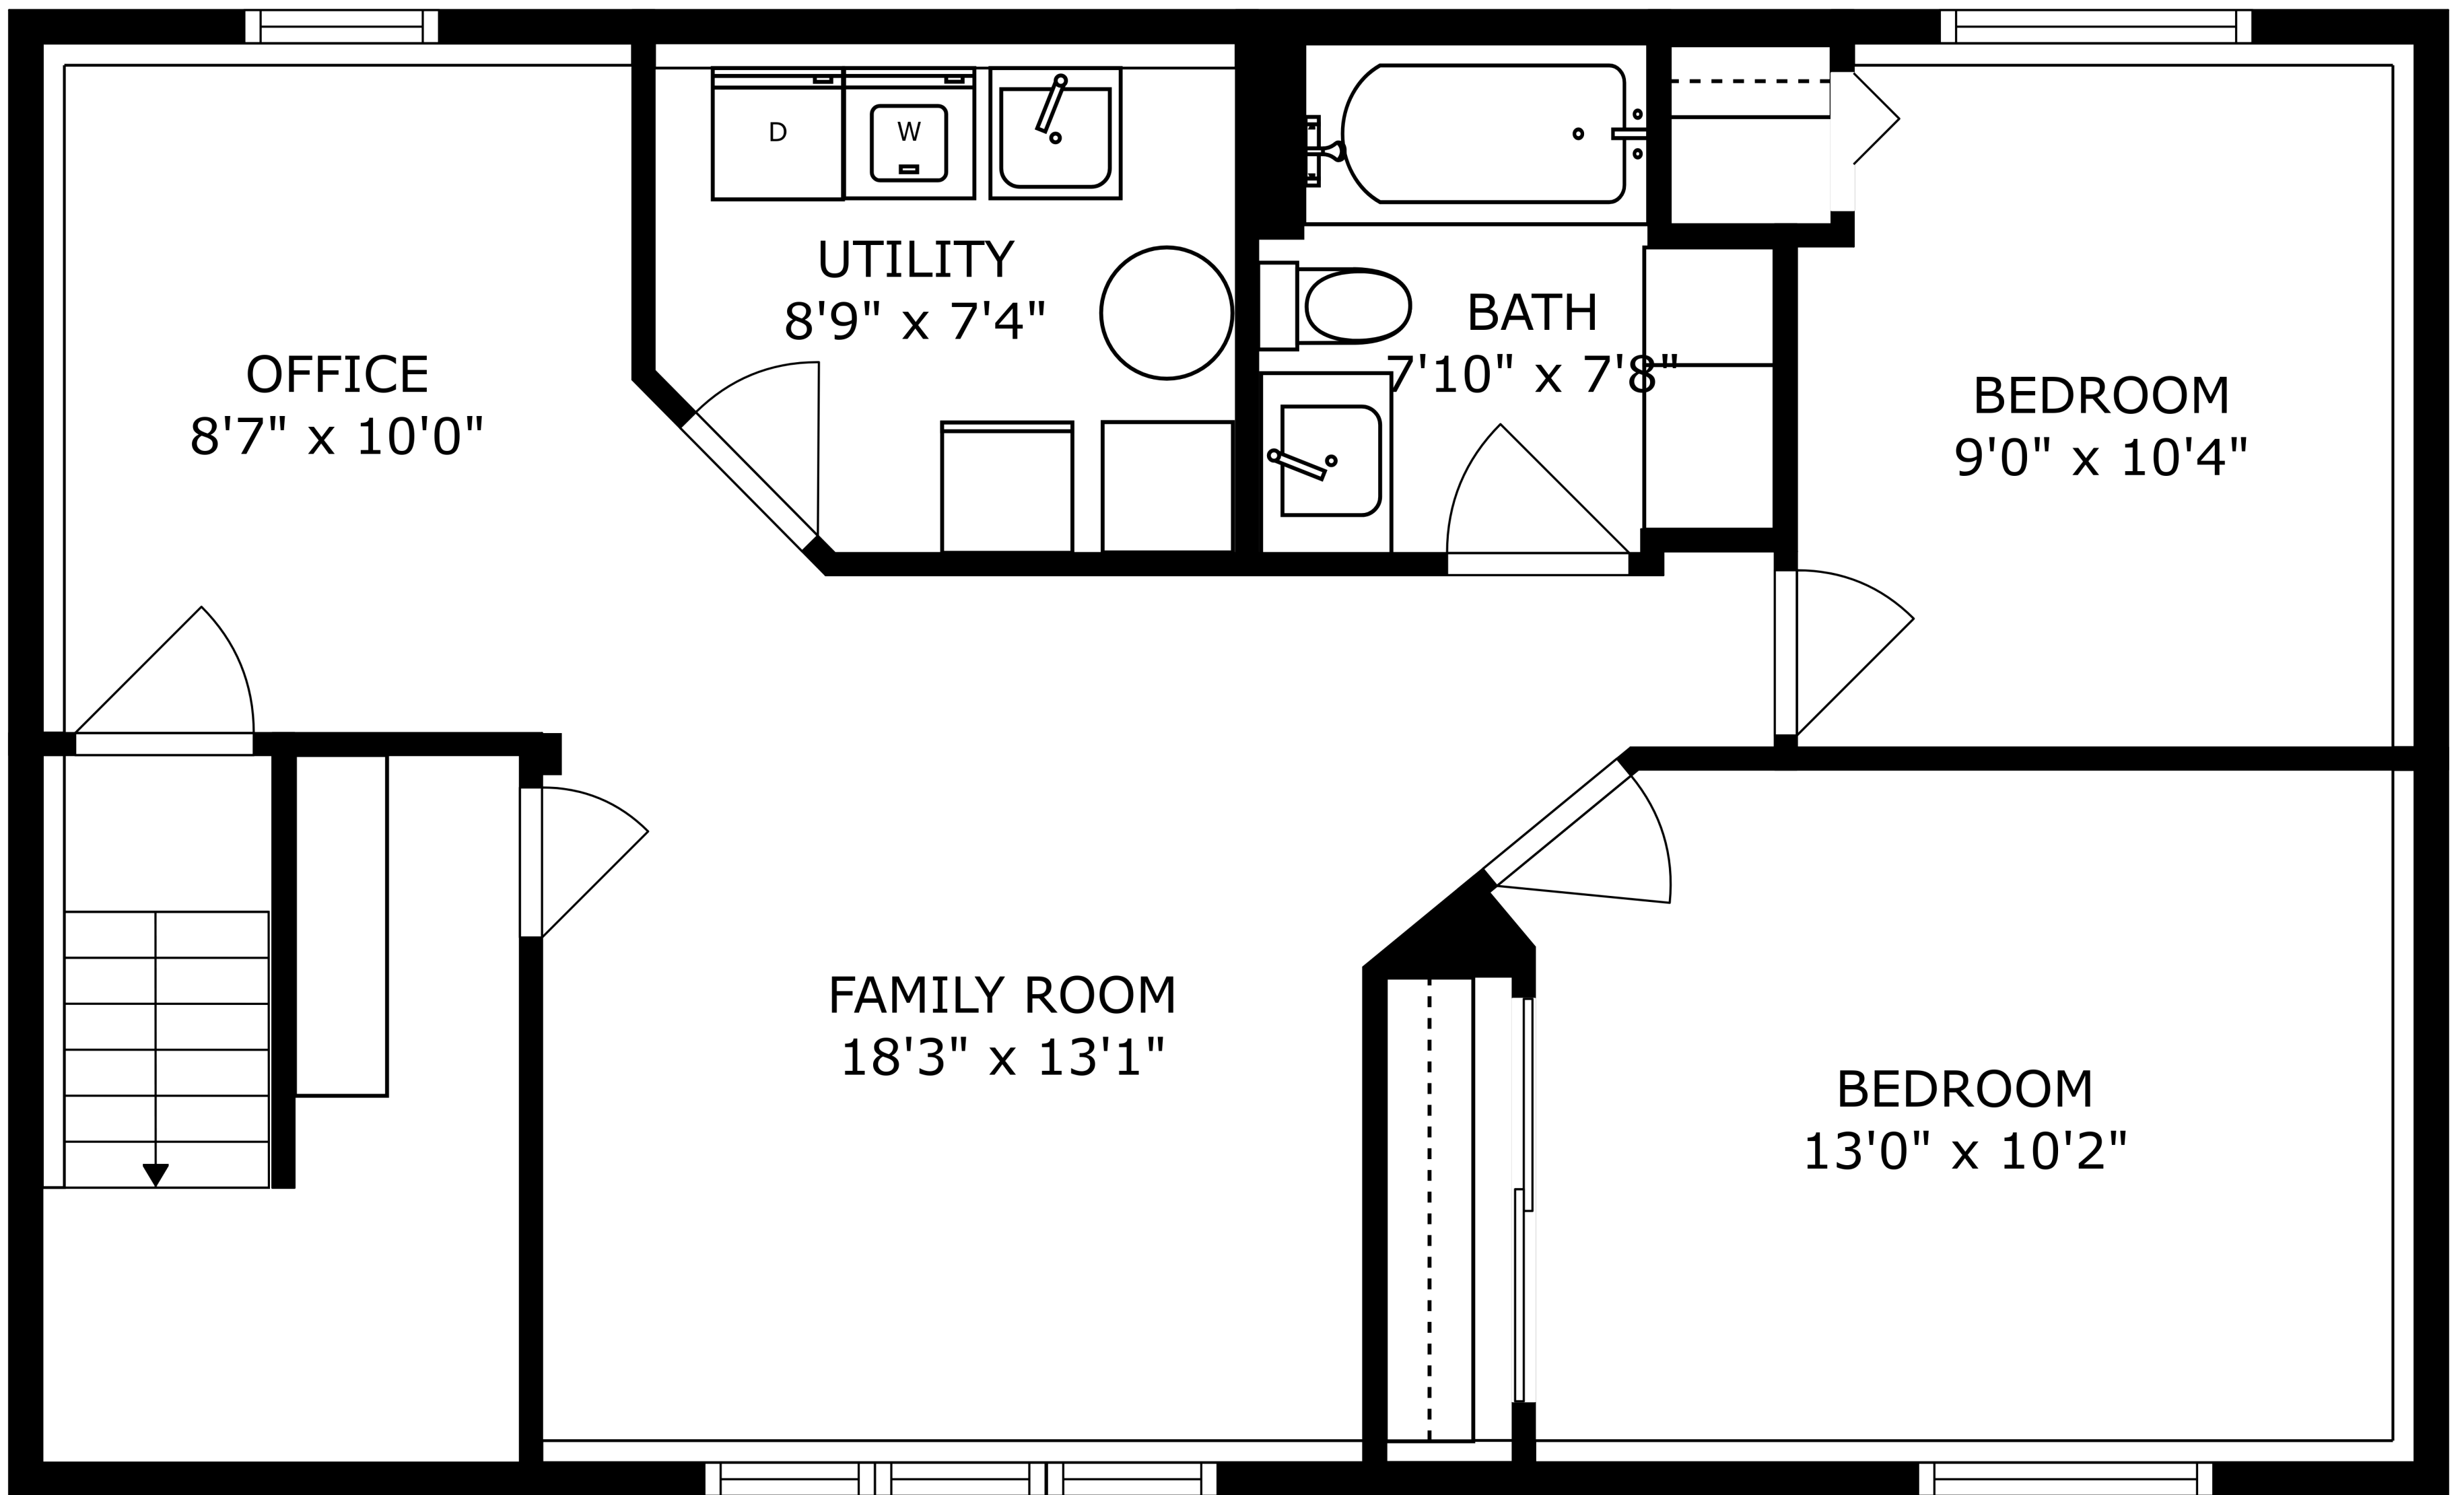 D
W
UTILITY
8'9" x 7'4"
BATH
7'10" x 7'8"
OFFICE
8'7" x 10'0"
BEDROOM
9'0" x 10'4"
FAMILY ROOM
18'3" x 13'1"
BEDROOM
13'0" x 10'2"